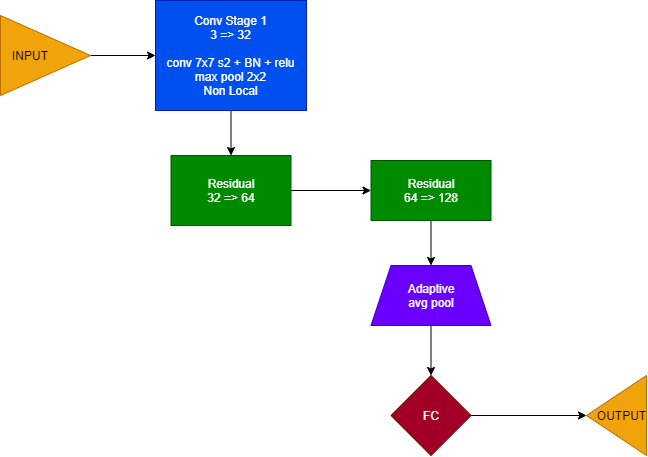 INPUT
Conv Stage 1
3 => 32
conv 7x7 s2 + BN + relu
max pool 2x2
Non Local
Residual
32 => 64
Residual
64 => 128
Adaptive
avg pool
FC
OUTPUT